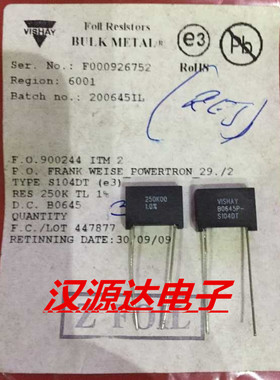 VISHAY
Foil Resistors
BULK METAL®
e3
Pb
RoHS
Ser. No.: F000926752
Region: 6001
Batch no.: 200645IL
F.O.900244 ITM 2
P.O. FRANK WEISE POWERTRON 29./2
TYPE S104DT (e3)
RES 250K TL 1%
D.C. B0645
QUANTITY
F.C./LOT 447877
RETINNING DATE:30/09/09
250K00
1.0%
VISHAY
B0645P-
S104DT
汉源达电子
Z-FOIL